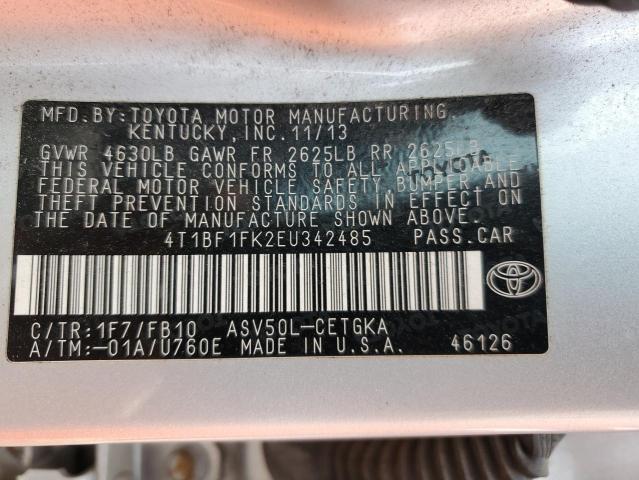 MFD. BY: TOYOTA MOTOR MANUFACTURING
KENTUCKY, INC. 11/13
GVWR 4630LB GAWR FR 2625LB RR 2625LB
THIS VEHICLE CONFORMS TO ALL APPLICABLE
FEDERAL MOTOR VEHICLE SAFETY, BUMPER, AND
THEFT PREVENTION STANDARDS IN EFFECT ON
THE DATE OF MANUFACTURE SHOWN ABOVE.
4T1BF1FK2EU342485 PASS. CAR
C/TR: 1F7/FB10 ASV50L-CETGKA
A/TM: -01A/U760E MADE IN U.S.A. 46126
TOYOTA